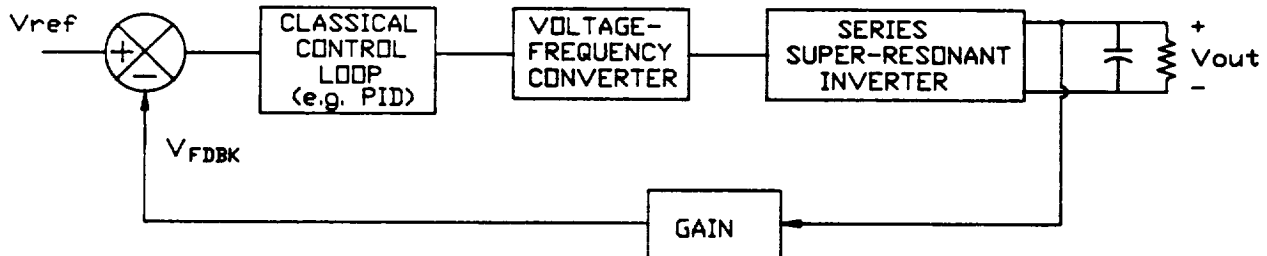 Vref
+
-
CLASSICAL
CONTROL
LOOP
(e.g. PID)
VOLTAGE-
FREQUENCY
CONVERTER
SERIES
SUPER-RESONANT
INVERTER
+
Vout
-
VFDBK
GAIN